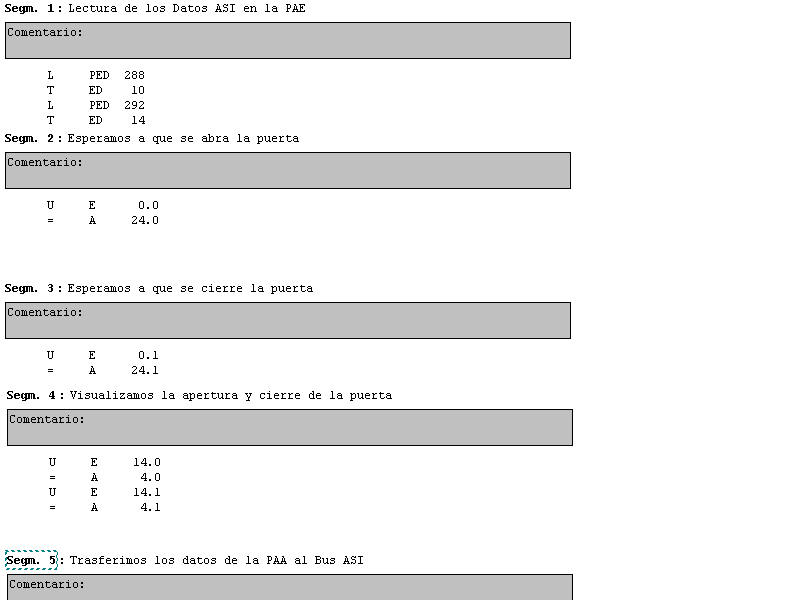 Segm. 1: Lectura de los Datos ASI en la PAE
Comentario:
L PED 288
T ED 10
L PED 292
T ED 14
Segm. 2: Esperamos a que se abra la puerta
Comentario:
U E 0.0
= A 24.0
Segm. 3: Esperamos a que se cierre la puerta
Comentario:
U E 0.1
= A 24.1
Segm. 4: Visualizamos la apertura y cierre de la puerta
Comentario:
U E 14.0
= A 4.0
U E 14.1
= A 4.1
Segm. 5: Trasferimos los datos de la PAA al Bus ASI
Comentario: